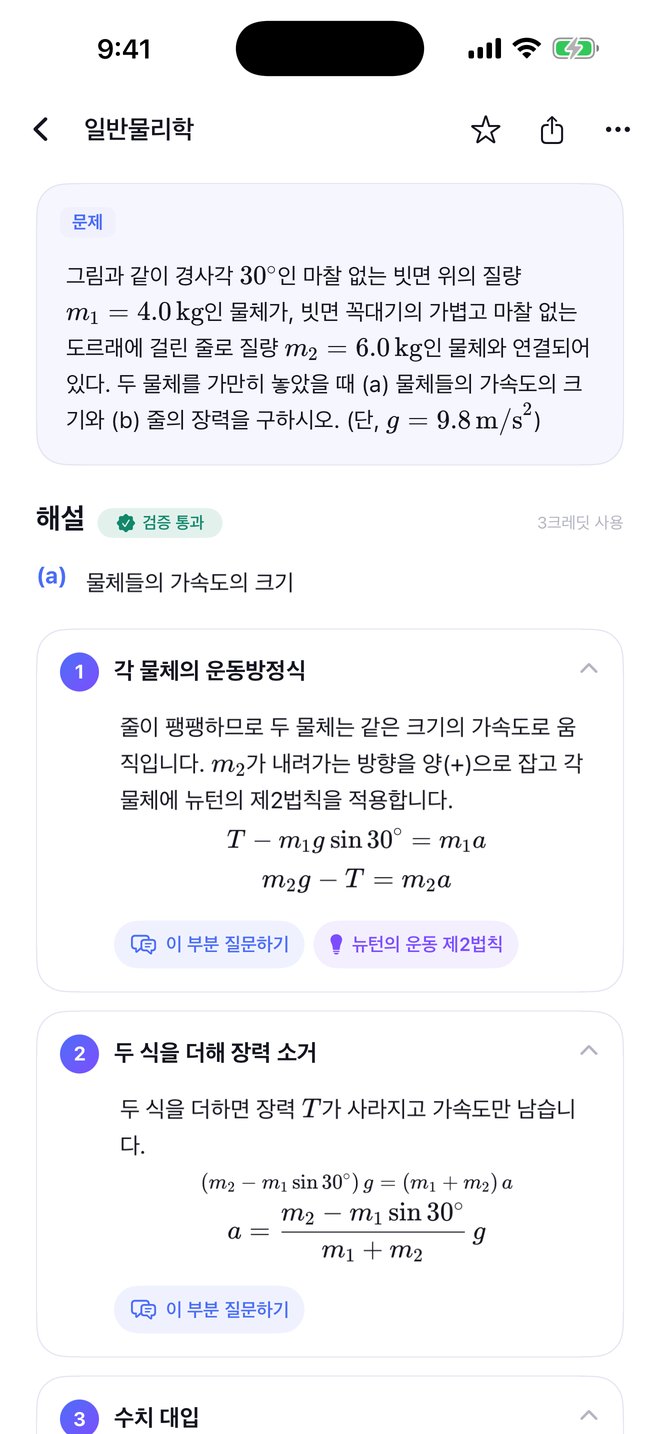 9:41
일반물리학
문제
그림과 같이 경사각 30°인 마찰 없는 빗면 위의 질량
m₁ = 4.0 kg인 물체가, 빗면 꼭대기의 가볍고 마찰 없는
도르래에 걸린 줄로 질량 m₂ = 6.0 kg인 물체와 연결되어
있다. 두 물체를 가만히 놓았을 때 (a) 물체들의 가속도의 크
기와 (b) 줄의 장력을 구하시오. (단, g = 9.8 m/s²)
해설 검증 통과 3크레딧 사용
(a) 물체들의 가속도의 크기
1 각 물체의 운동방정식
줄이 팽팽하므로 두 물체는 같은 크기의 가속도로 움
직입니다. m₂가 내려가는 방향을 양(+)으로 잡고 각
물체에 뉴턴의 제2법칙을 적용합니다.
T − m₁g sin 30° = m₁a
m₂g − T = m₂a
이 부분 질문하기 뉴턴의 운동 제2법칙
2 두 식을 더해 장력 소거
두 식을 더하면 장력 T가 사라지고 가속도만 남습니
다.
(m₂ − m₁ sin 30°) g = (m₁ + m₂) a
a = (m₂ − m₁ sin 30°) / (m₁ + m₂) g
이 부분 질문하기
3 수치 대입